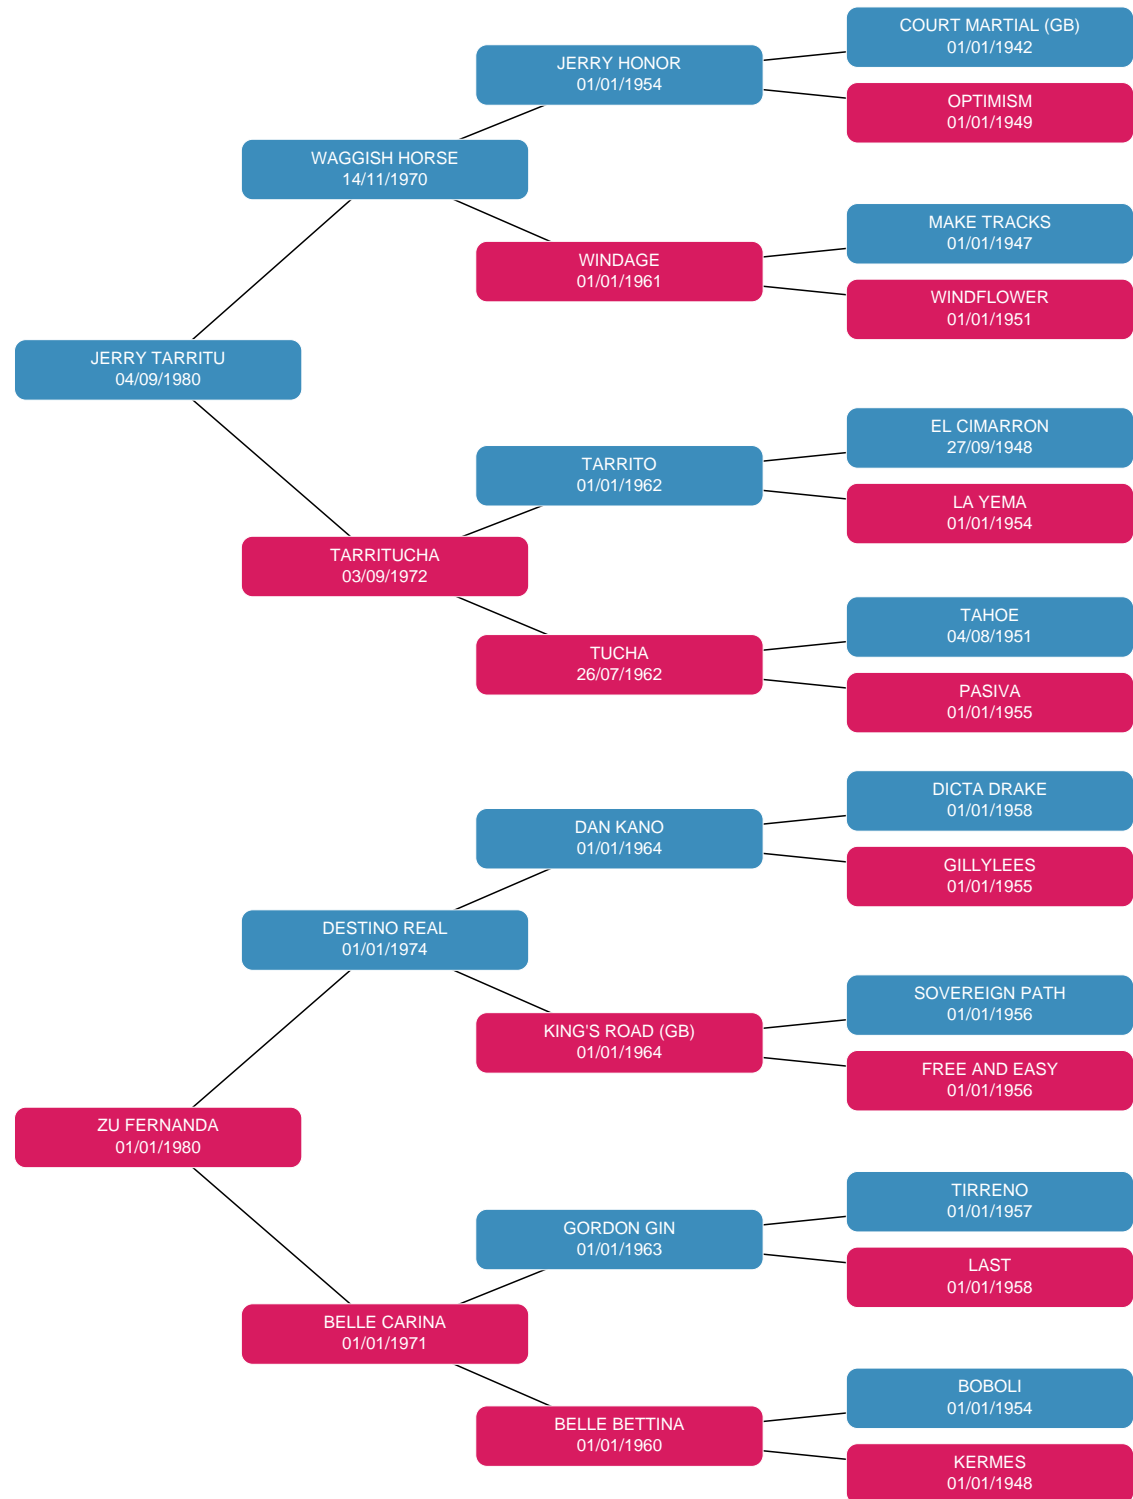 COURT MARTIAL (GB)
01/01/1942
JERRY HONOR
01/01/1954
OPTIMISM
01/01/1949
WAGGISH HORSE
14/11/1970
MAKE TRACKS
01/01/1947
WINDAGE
01/01/1961
WINDFLOWER
01/01/1951
JERRY TARRITU
04/09/1980
EL CIMARRON
27/09/1948
TARRITO
01/01/1962
LA YEMA
01/01/1954
TARRITUCHA
03/09/1972
TAHOE
04/08/1951
TUCHA
26/07/1962
PASIVA
01/01/1955
DICTA DRAKE
01/01/1958
DAN KANO
01/01/1964
GILLYLEES
01/01/1955
DESTINO REAL
01/01/1974
SOVEREIGN PATH
01/01/1956
KING'S ROAD (GB)
01/01/1964
FREE AND EASY
01/01/1956
ZU FERNANDA
01/01/1980
TIRRENO
01/01/1957
GORDON GIN
01/01/1963
LAST
01/01/1958
BELLE CARINA
01/01/1971
BOBOLI
01/01/1954
BELLE BETTINA
01/01/1960
KERMES
01/01/1948